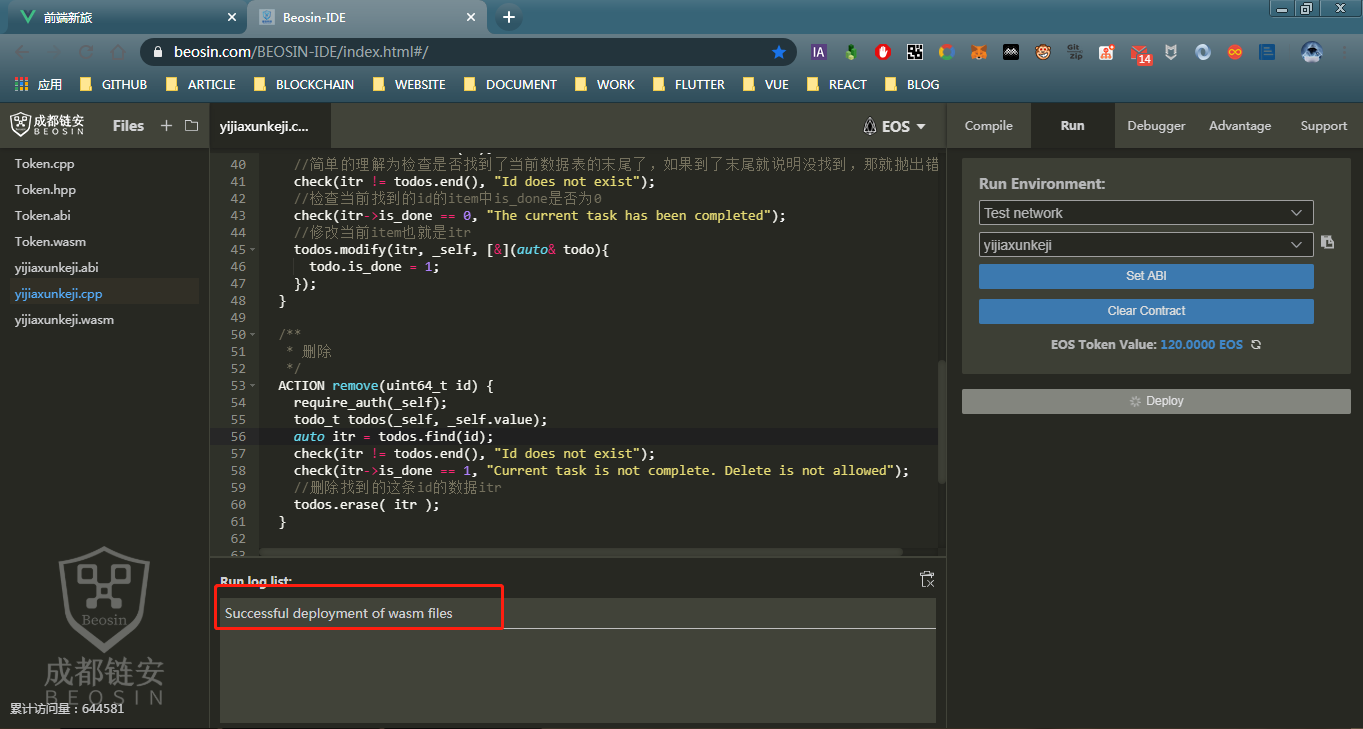 前端新旅
Beosin-IDE
beosin.com/BEOSIN-IDE/index.html#/
IA
Git zip
14
应用
GITHUB
ARTICLE
BLOCKCHAIN
WEBSITE
DOCUMENT
WORK
FLUTTER
VUE
REACT
BLOG
成都链安
BEOSIN
Files
yijiaxunkeji.c...
EOS
Compile
Run
Debugger
Advantage
Support
Token.cpp
Token.hpp
Token.abi
Token.wasm
yijiaxunkeji.abi
yijiaxunkeji.cpp
yijiaxunkeji.wasm
40 //简单的理解为检查是否找到了当前数据表的末尾了，如果到了末尾就说明没找到，那就抛出错
41 check(itr != todos.end(), "Id does not exist");
42 //检查当前找到的id的item中is_done是否为0
43 check(itr->is_done == 0, "The current task has been completed");
44 //修改当前item也就是itr
45 todos.modify(itr, _self, [&](auto& todo){
46 todo.is_done = 1;
47 });
48 }
49
50 /**
51 * 删除
52 */
53 ACTION remove(uint64_t id) {
54 require_auth(_self);
55 todo_t todos(_self, _self.value);
56 auto itr = todos.find(id);
57 check(itr != todos.end(), "Id does not exist");
58 check(itr->is_done == 1, "Current task is not complete. Delete is not allowed");
59 //删除找到的这条id的数据itr
60 todos.erase( itr );
61 }
62
63
Run Environment:
Test network
yijiaxunkeji
Set ABI
Clear Contract
EOS Token Value: 120.0000 EOS
Deploy
Run log list:
Successful deployment of wasm files
Beosin
成都链安
BEOSIN
累计访问量：644581